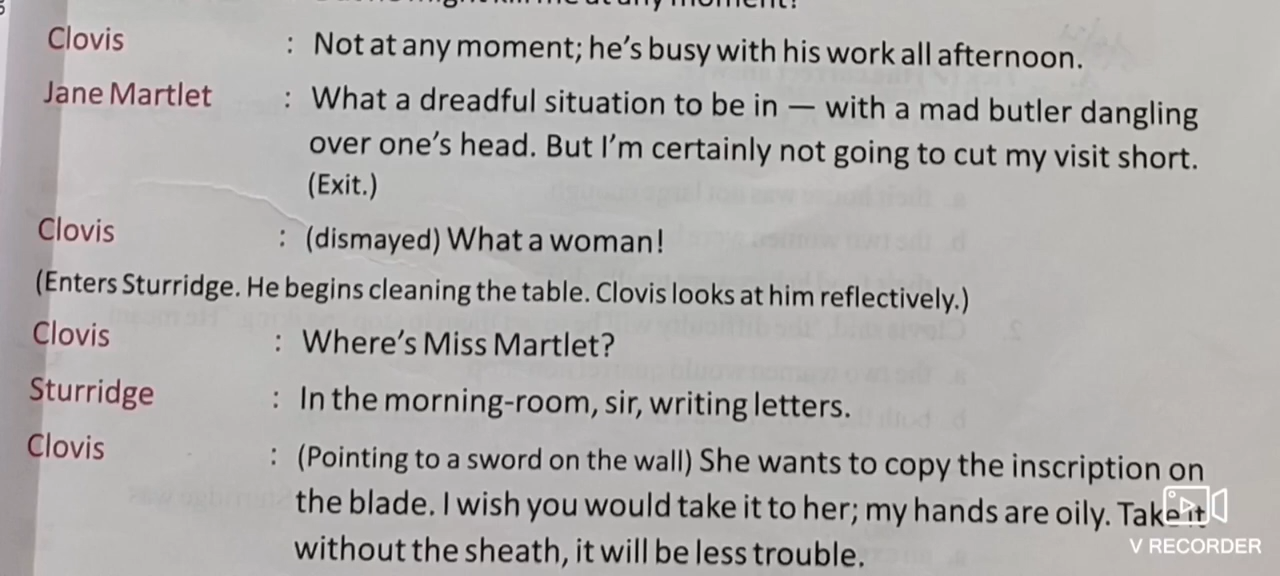 Clovis : Not at any moment; he's busy with his work all afternoon.
Jane Martlet : What a dreadful situation to be in — with a mad butler dangling
over one's head. But I'm certainly not going to cut my visit short.
(Exit.)
Clovis : (dismayed) What a woman!
(Enters Sturridge. He begins cleaning the table. Clovis looks at him reflectively.)
Clovis : Where's Miss Martlet?
Sturridge : In the morning-room, sir, writing letters.
Clovis : (Pointing to a sword on the wall) She wants to copy the inscription on
the blade. I wish you would take it to her; my hands are oily. Take it
without the sheath, it will be less trouble.
V RECORDER